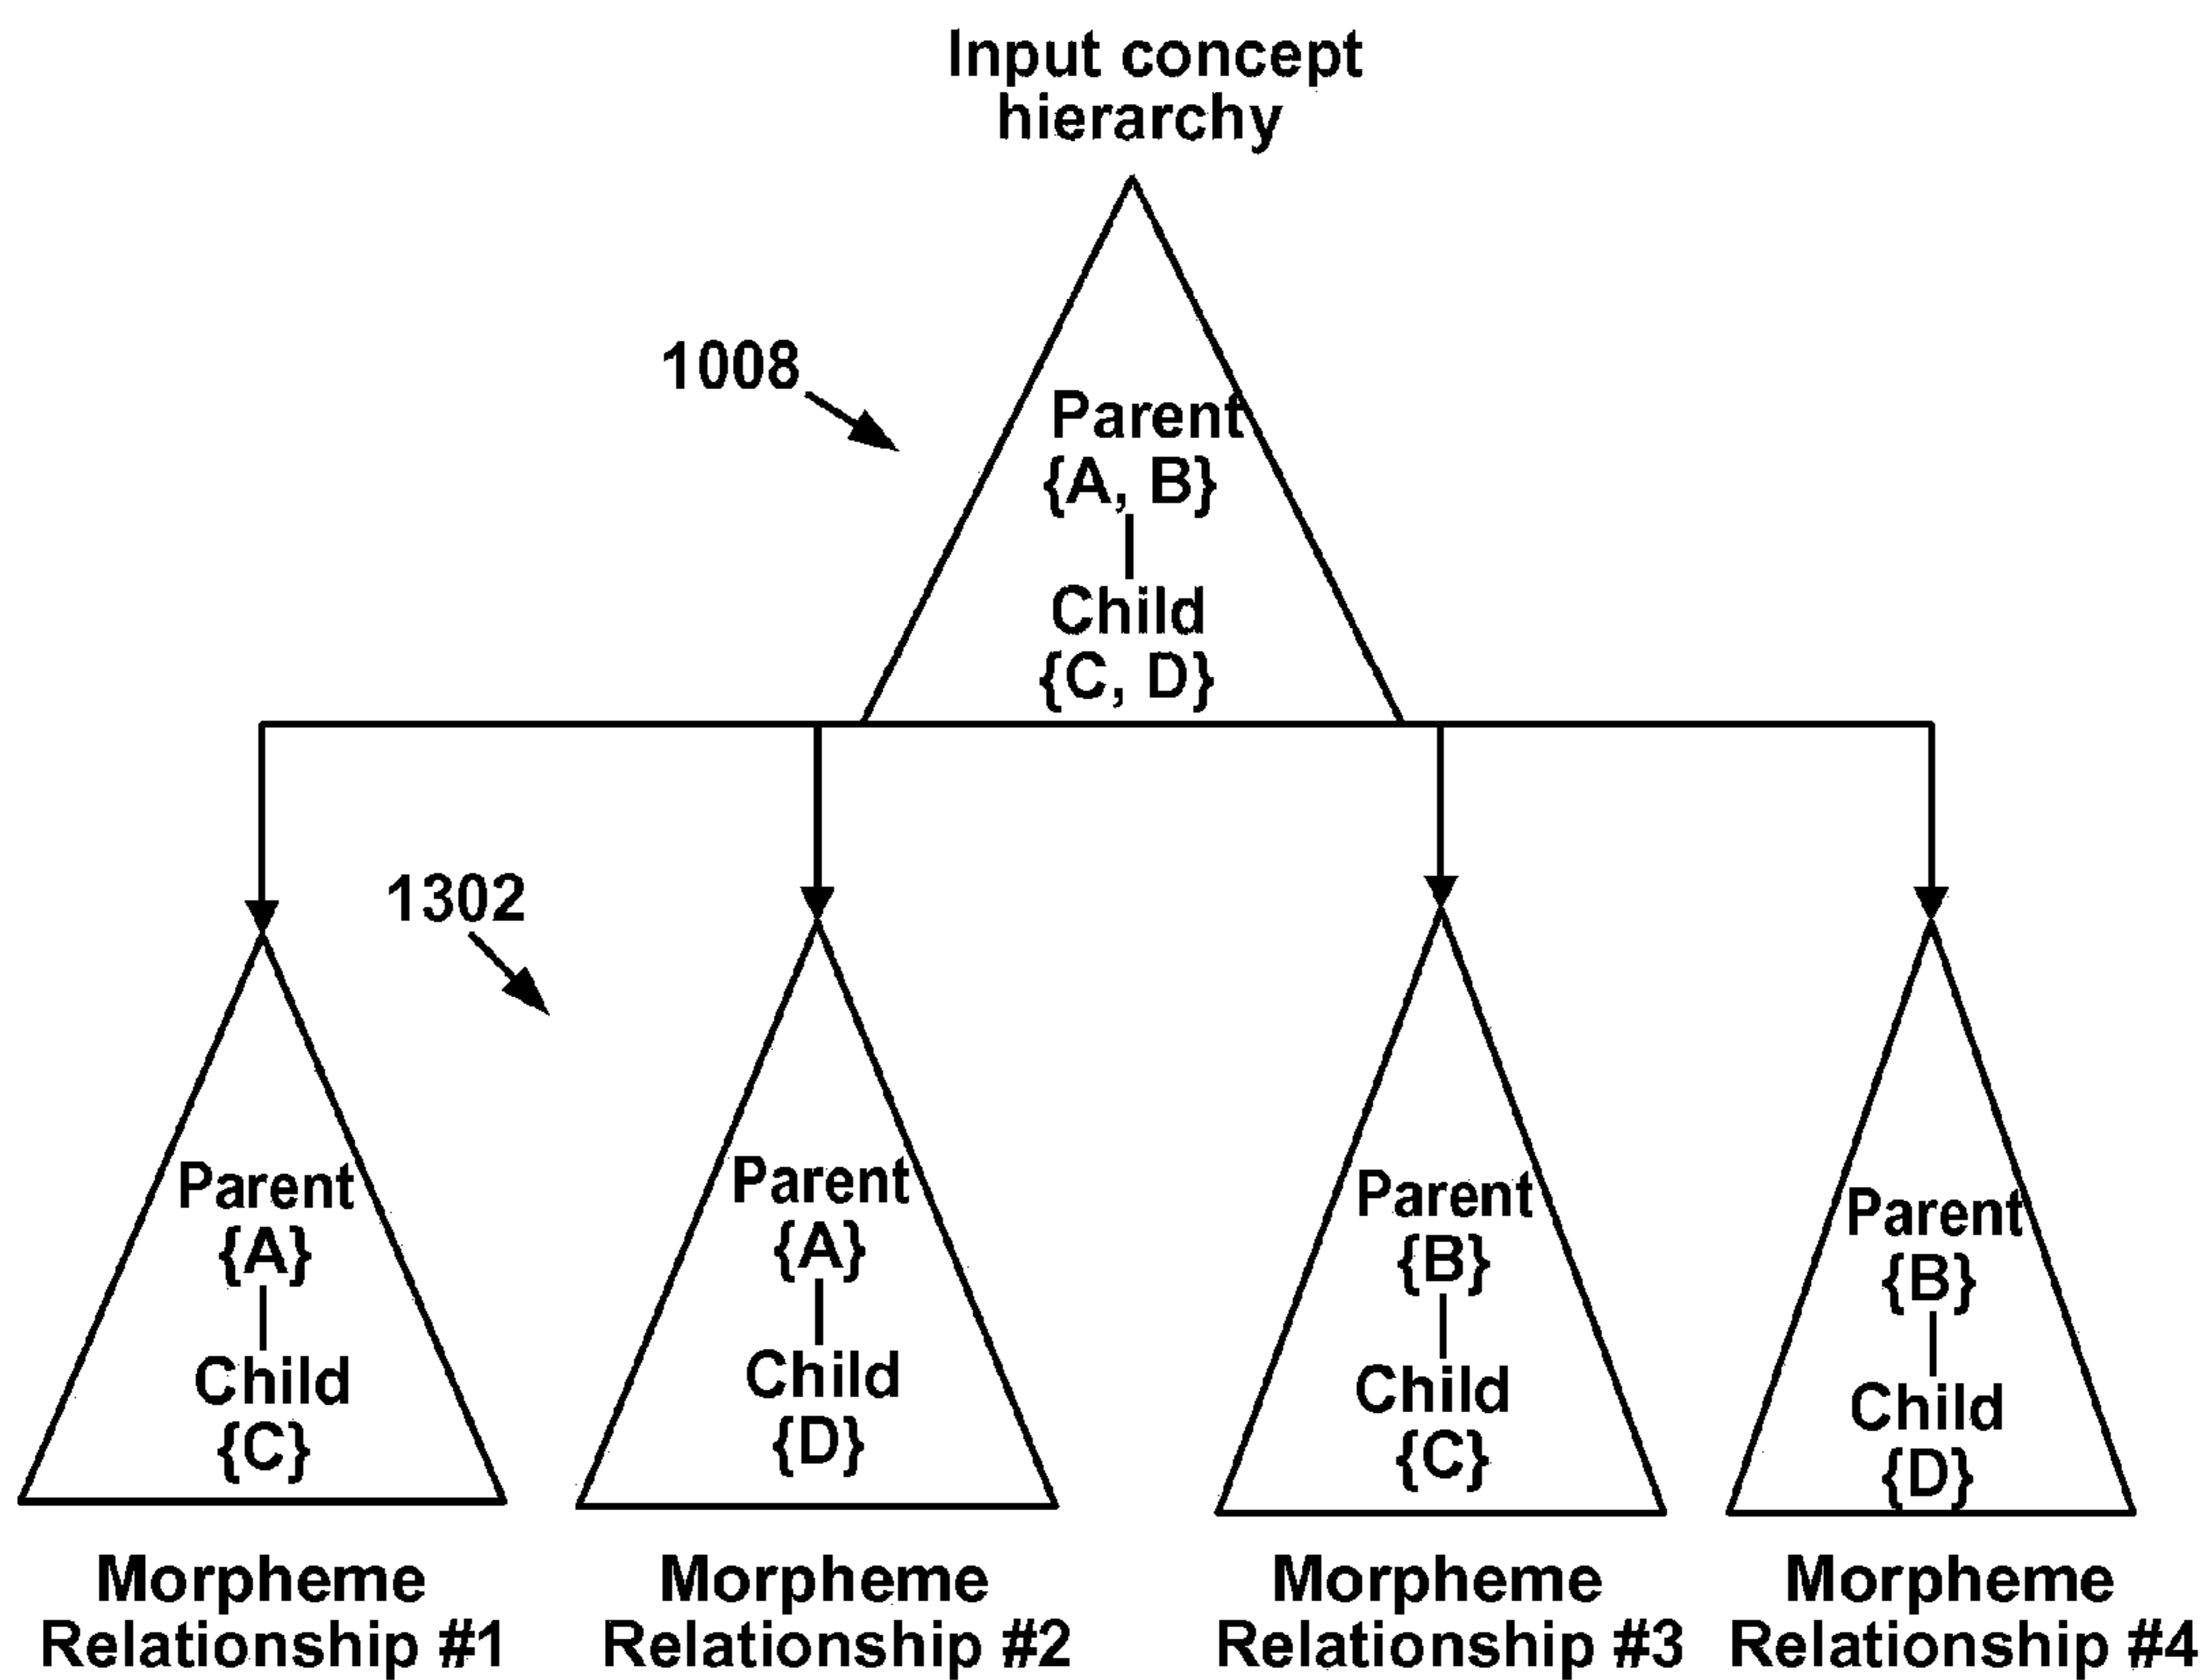 Input concept
hierarchy
1008
Parent
{A, B}
Child
{C, D}
1302
Parent
{A}
Child
{C}
Morpheme
Relationship #1
Parent
{A}
Child
{D}
Morpheme
Relationship #2
Parent
{B}
Child
{C}
Morpheme
Relationship #3
Parent
{B}
Child
{D}
Morpheme
Relationship #4